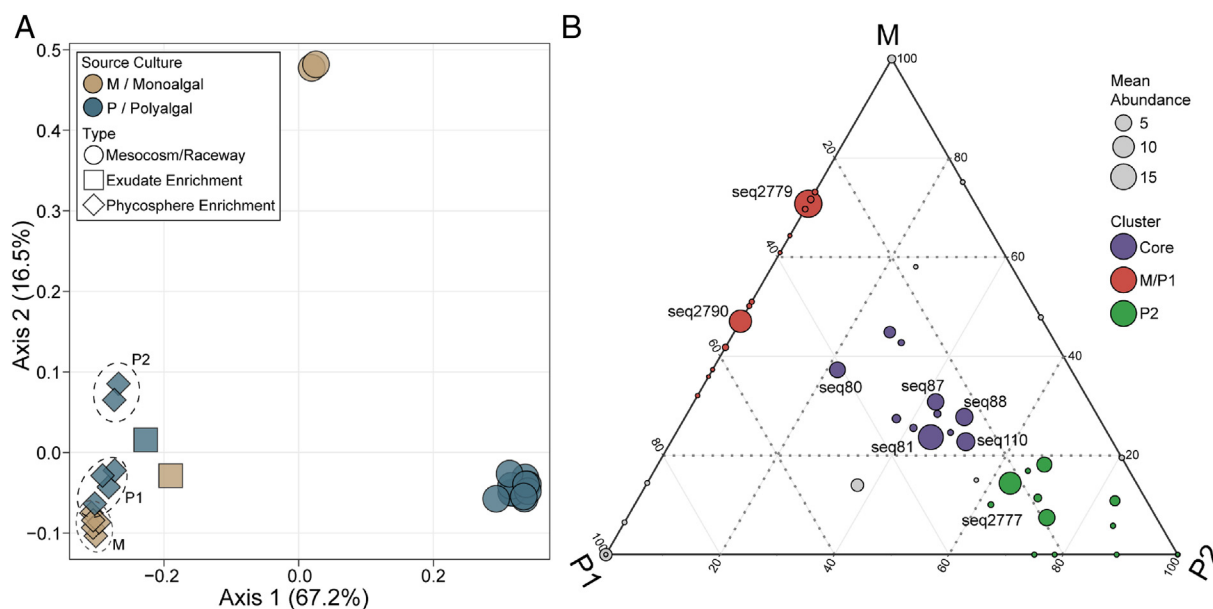 A
Source Culture
M / Monoalgal
P / Polyalgal
Type
Mesocosm/Raceway
Exudate Enrichment
Phycosphere Enrichment
0.5
0.4
0.3
0.2
0.1
0.0
−0.1
Axis 2 (16.5%)
P2
P1
M
−0.2
0.0
0.2
Axis 1 (67.2%)
B
M
100
20
80
seq2779
40
60
seq2790
60
40
seq80
seq87
seq88
seq81
seq110
80
20
seq2777
100
P1
20
40
60
80
100
P2
Mean
Abundance
5
10
15
Cluster
Core
M/P1
P2